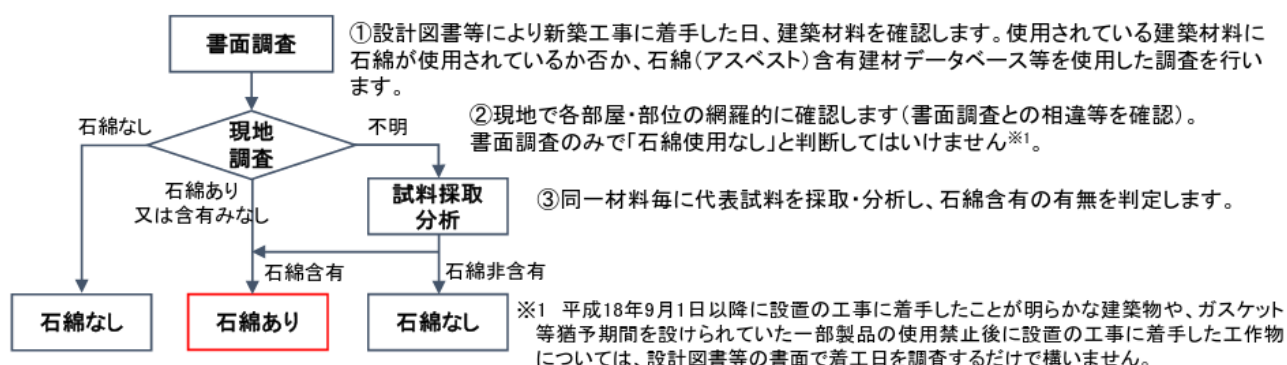 書面調査
①設計図書等により新築工事に着手した日、建築材料を確認します。使用されている建築材料に
石綿が使用されているか否か、石綿(アスベスト)含有建材データベース等を使用した調査を行い
ます。
石綿なし
現地
調査
不明
②現地で各部屋・部位の網羅的に確認します(書面調査との相違等を確認)。
書面調査のみで「石綿使用なし」と判断してはいけません※1。
石綿あり
又は含有みなし
試料採取
分析
③同一材料毎に代表試料を採取・分析し、石綿含有の有無を判定します。
石綿含有
石綿非含有
石綿なし
石綿あり
石綿なし
※1 平成18年9月1日以降に設置の工事に着手したことが明らかな建築物や、ガスケット
等猶予期間を設けられていた一部製品の使用禁止後に設置の工事に着手した工作物
については、設計図書等の書面で着工日を調査するだけで構いません。